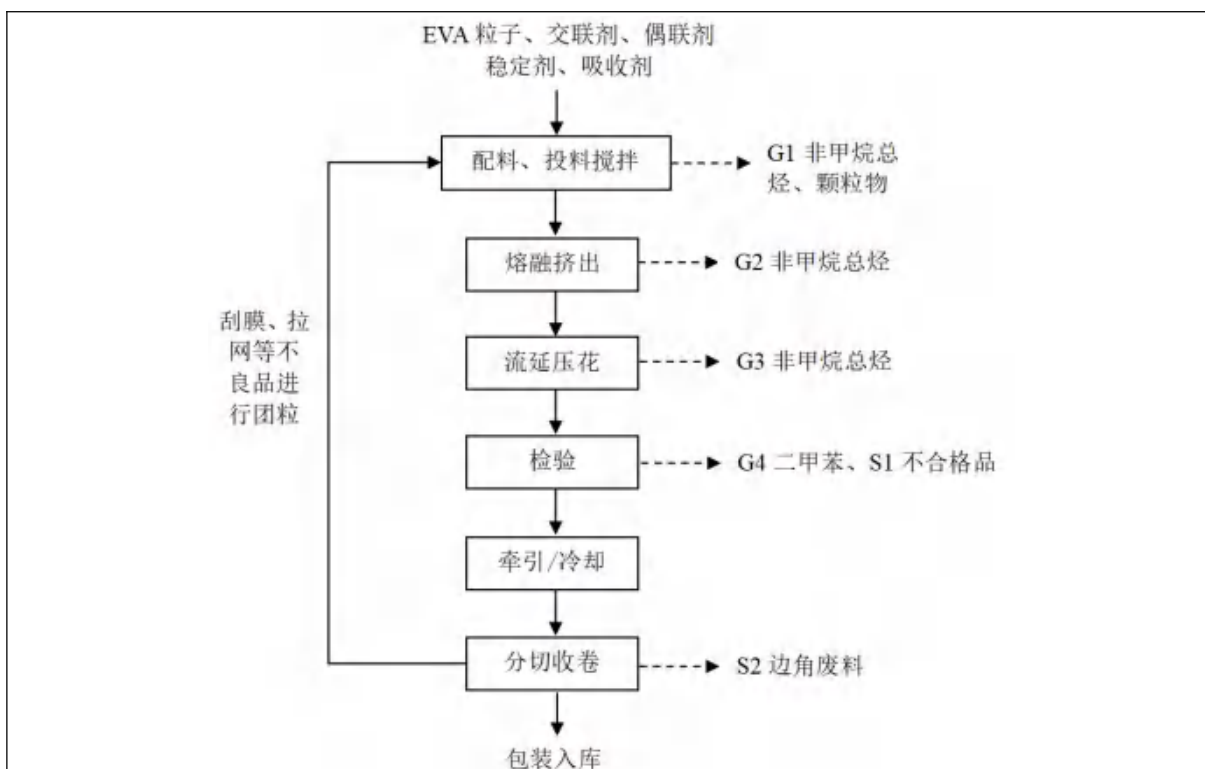 EVA 粒子、交联剂、偶联剂
稳定剂、吸收剂
配料、投料搅拌
G1 非甲烷总
烃、颗粒物
熔融挤出
G2 非甲烷总烃
刮膜、拉
网等不
良品进
行团粒
流延压花
G3 非甲烷总烃
检验
G4 二甲苯、S1 不合格品
牵引/冷却
分切收卷
S2 边角废料
包装入库